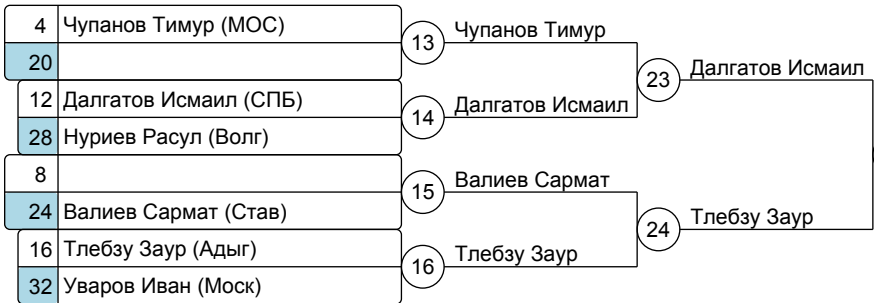 4 Чупанов Тимур (МОС)
20
13 Чупанов Тимур
12 Далгатов Исмаил (СПБ)
28 Нуриев Расул (Волг)
14 Далгатов Исмаил
23 Далгатов Исмаил
8
24 Валиев Сармат (Став)
15 Валиев Сармат
16 Тлебзу Заур (Адыг)
32 Уваров Иван (Моск)
16 Тлебзу Заур
24 Тлебзу Заур